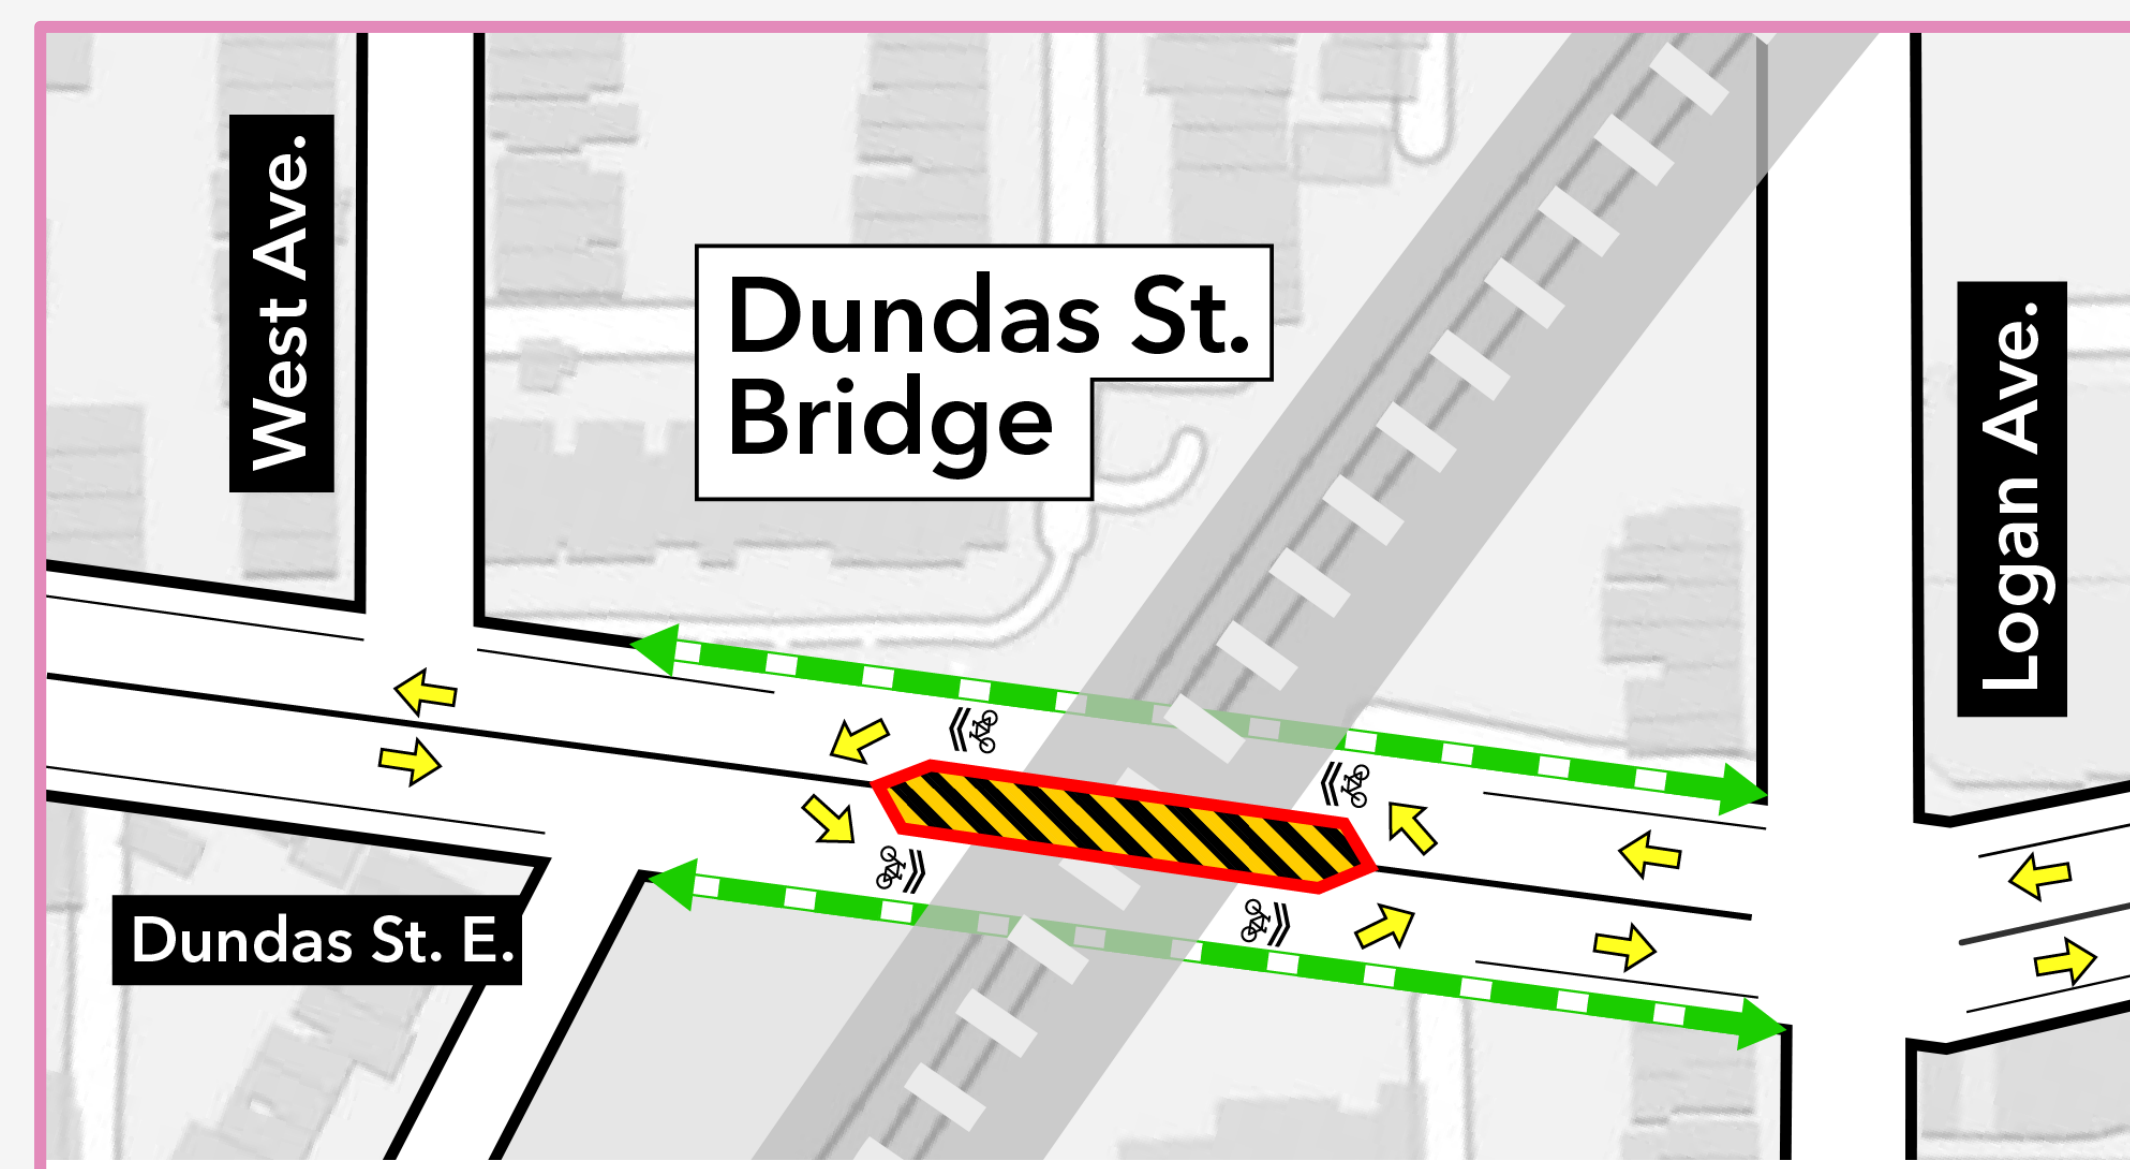 West Ave.
Dundas St.
Bridge
Logan Ave.
Dundas St. E.